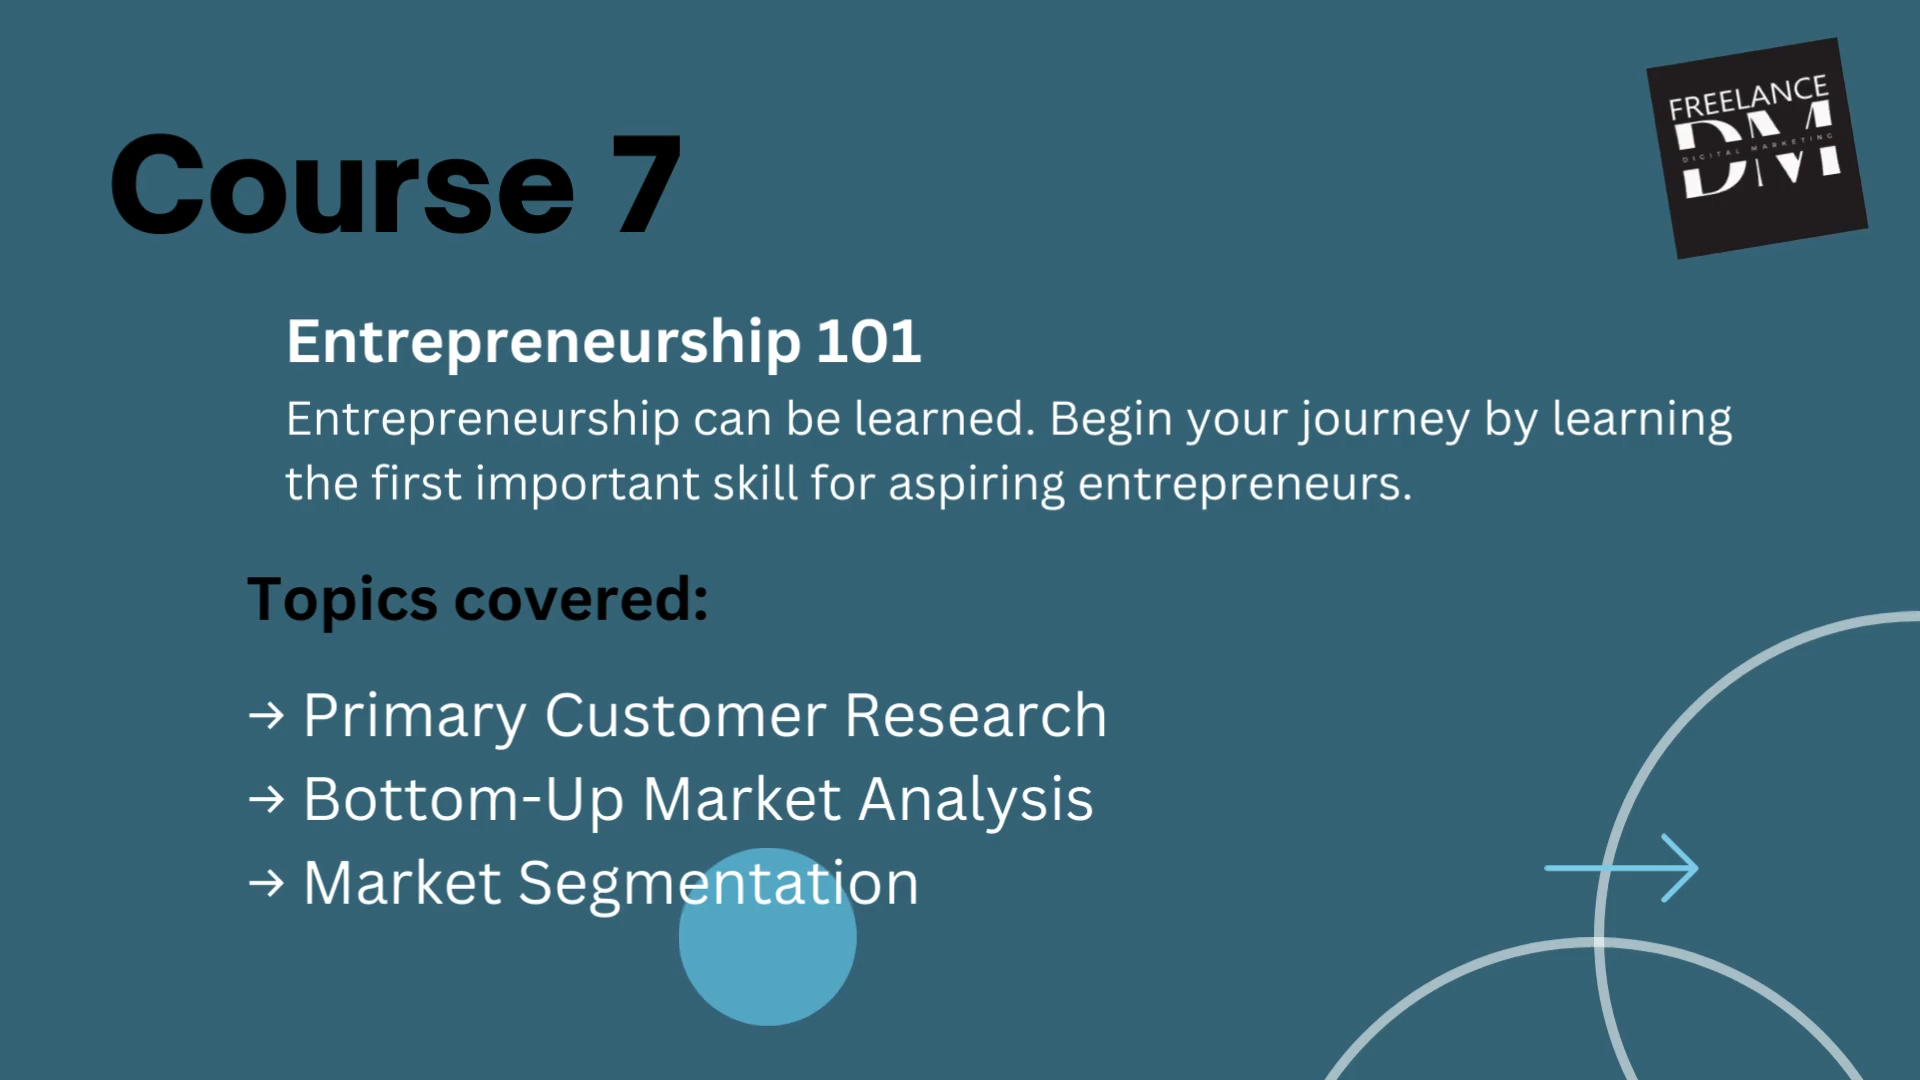 FREELANCE
DM
DIGITAL MARKETING
Course 7
Entrepreneurship 101
Entrepreneurship can be learned. Begin your journey by learning
the first important skill for aspiring entrepreneurs.
Topics covered:
→ Primary Customer Research
→ Bottom-Up Market Analysis
→ Market Segmentation